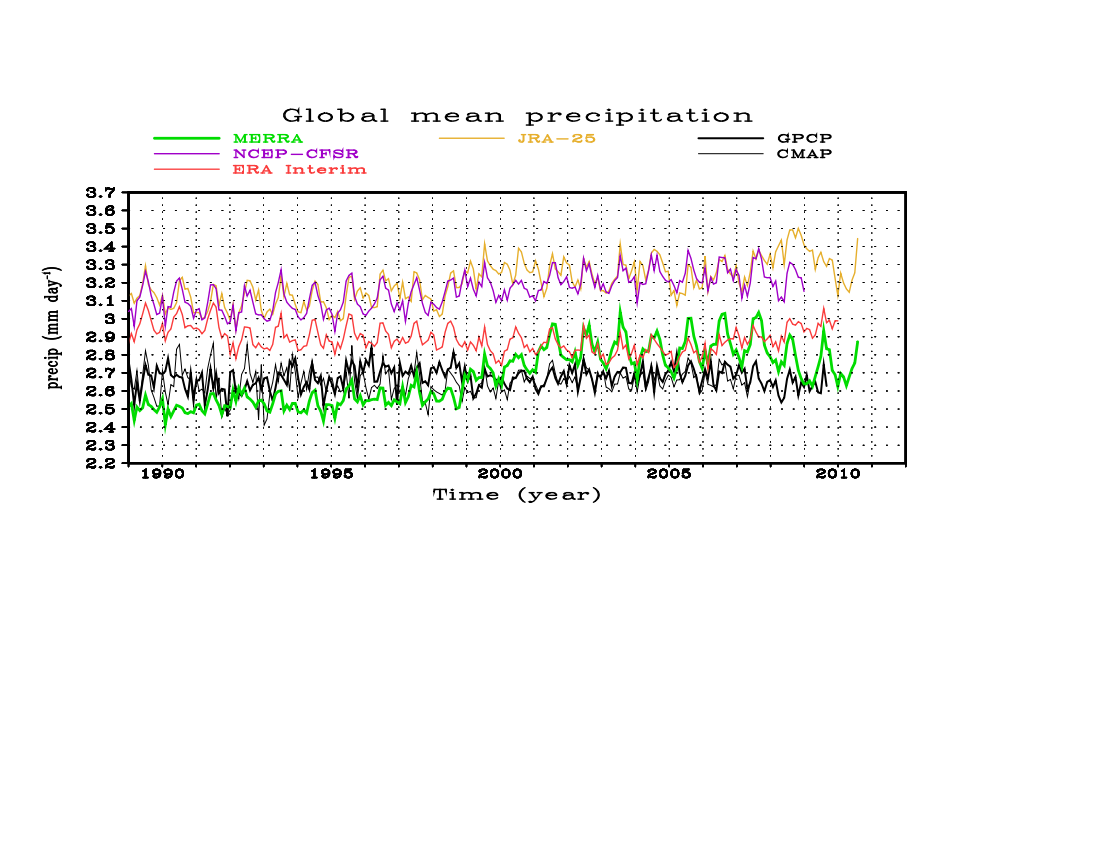 Global mean precipitation
MERRA JRA-25 GPCP
NCEP-CFSR CMAP
ERA Interim
3.7
3.6
3.5
3.4
3.3
3.2
3.1
3
2.9
2.8
2.7
2.6
2.5
2.4
2.3
2.2
precip (mm day⁻¹)
1990 1995 2000 2005 2010
Time (year)